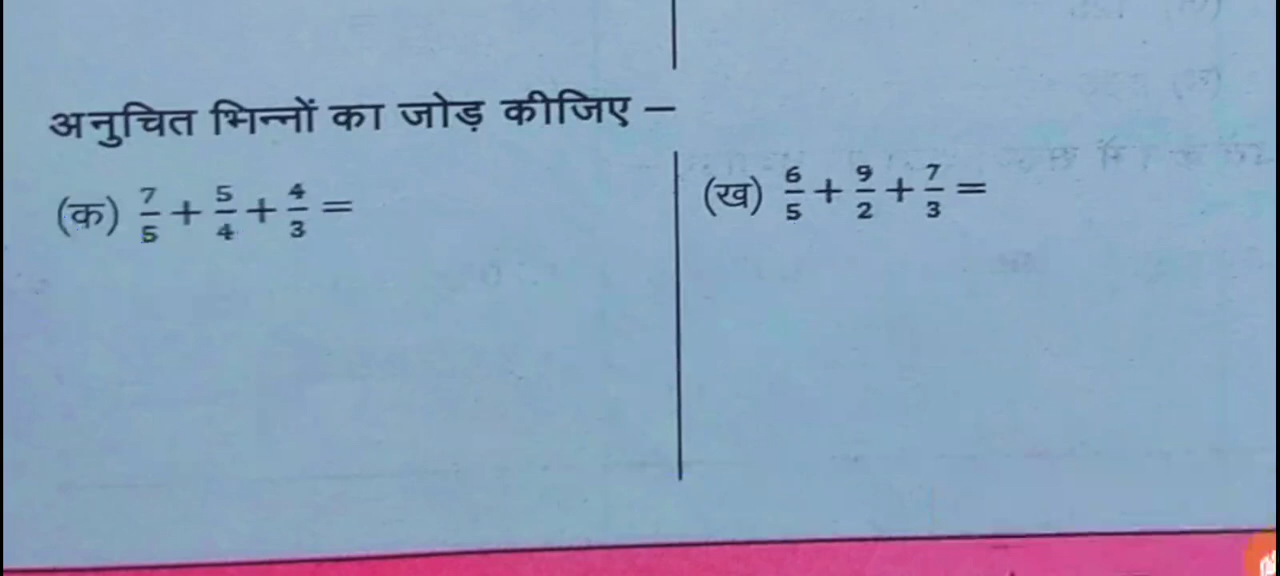 अनुचित भिन्नों का जोड़ कीजिए –
(क) 7/5 + 5/4 + 4/3 =
(ख) 6/5 + 9/2 + 7/3 =